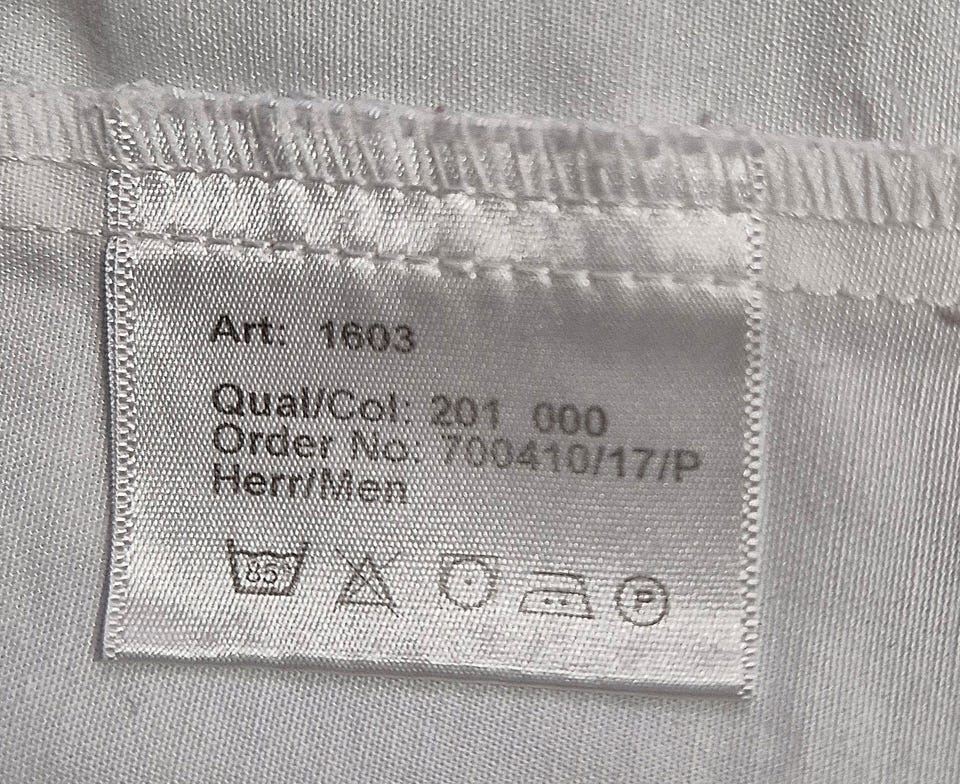 Art: 1603
Qual/Col: 201 000
Order No: 700410/17/P
Herr/Men
85° P